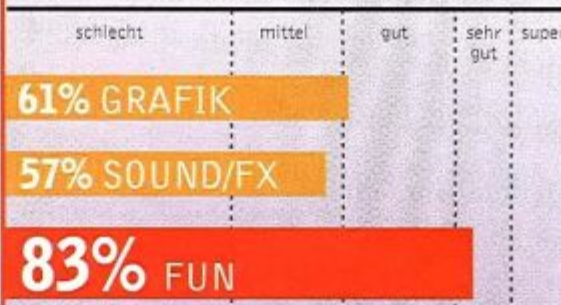 schlecht mittel gut sehr gut super
61% GRAFIK
57% SOUND/FX
83% FUN